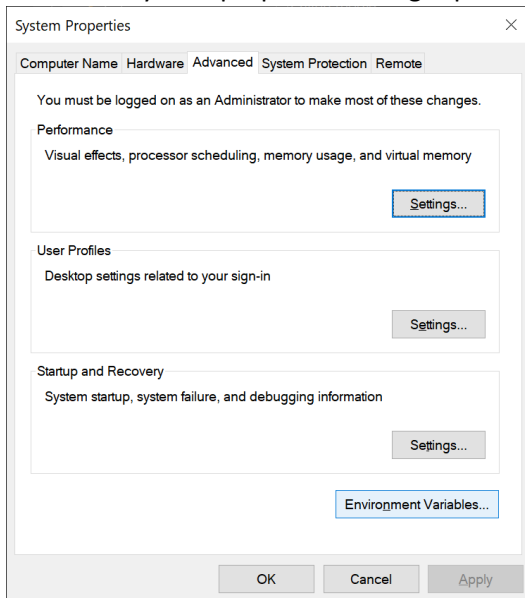 System Properties
Computer Name Hardware Advanced System Protection Remote
You must be logged on as an Administrator to make most of these changes.
Performance
Visual effects, processor scheduling, memory usage, and virtual memory
Settings...
User Profiles
Desktop settings related to your sign-in
Settings...
Startup and Recovery
System startup, system failure, and debugging information
Settings...
Environment Variables...
OK Cancel Apply